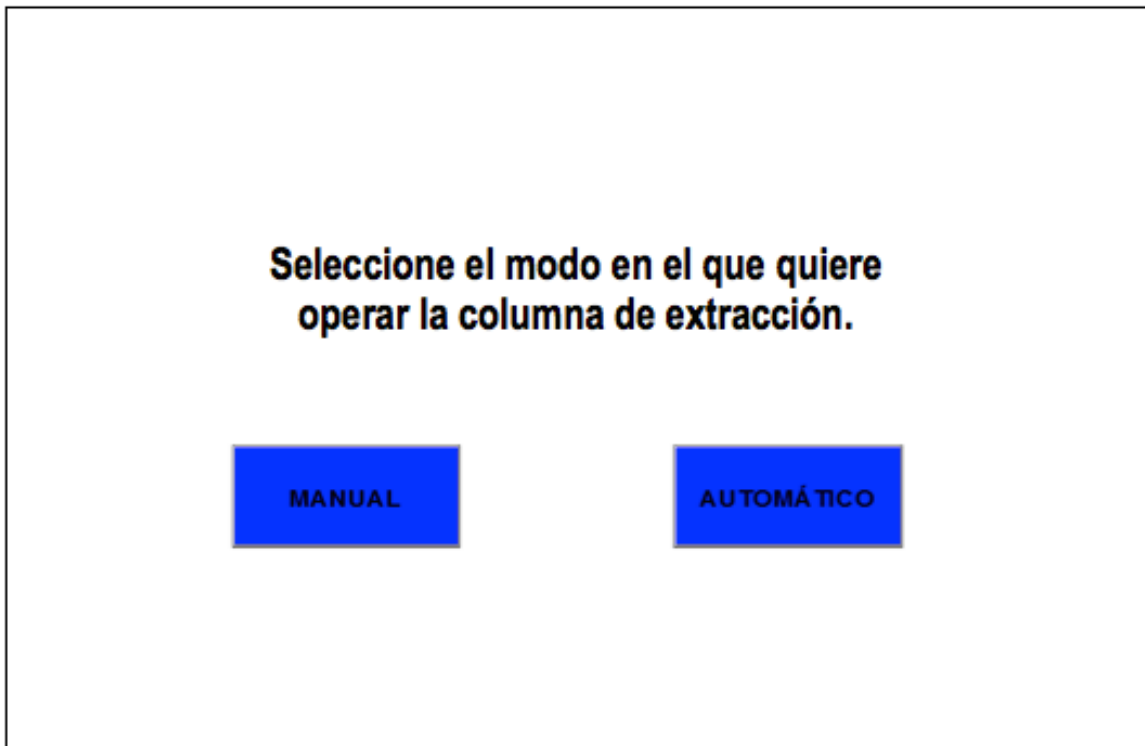 Seleccione el modo en el que quiere
operar la columna de extracción.
MANUAL
AUTOMÁTICO